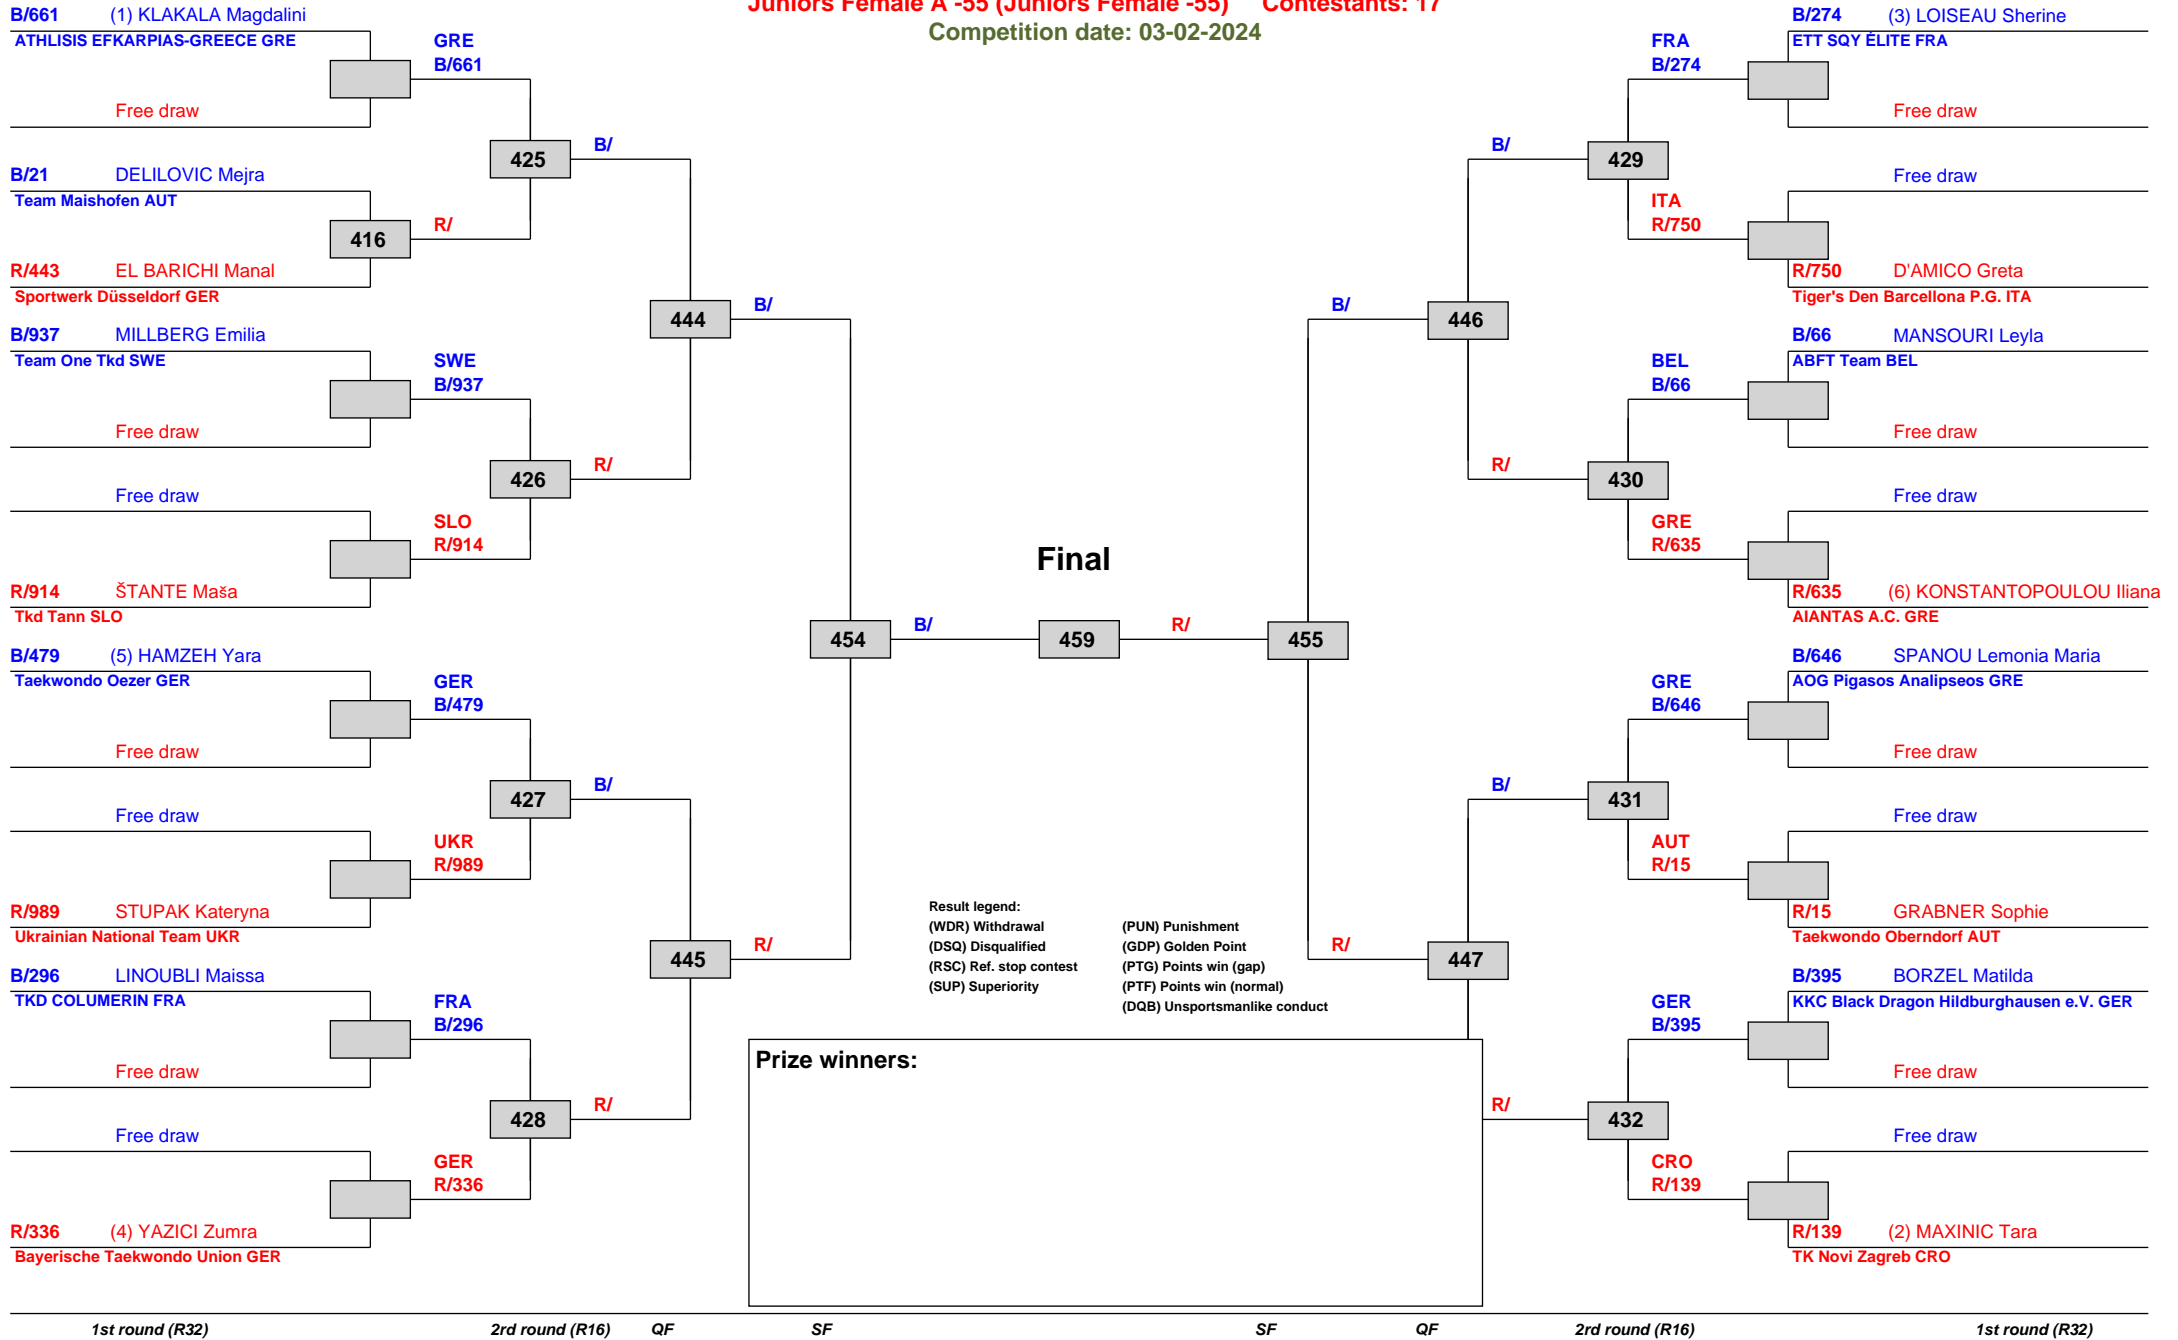 Juniors Female A -55 (Juniors Female -55) Contestants: 17
Competition date: 03-02-2024
B/661 (1) KLAKALA Magdalini
ATHLISIS EFKARPIAS-GREECE GRE
Free draw
GRE
B/661
B/21 DELILOVIC Mejra
Team Maishofen AUT
416
R/
R/443 EL BARICHI Manal
Sportwerk Düsseldorf GER
425
B/
B/937 MILLBERG Emilia
Team One Tkd SWE
Free draw
SWE
B/937
Free draw
SLO
R/914
R/914 ŠTANTE Maša
Tkd Tann SLO
426
R/
444
B/
B/479 (5) HAMZEH Yara
Taekwondo Oezer GER
Free draw
GER
B/479
Free draw
UKR
R/989
R/989 STUPAK Kateryna
Ukrainian National Team UKR
427
B/
B/296 LINOUBLI Maissa
TKD COLUMERIN FRA
Free draw
FRA
B/296
Free draw
GER
R/336
R/336 (4) YAZICI Zumra
Bayerische Taekwondo Union GER
428
R/
445
R/
454
B/
Final
459
R/
455
B/274 (3) LOISEAU Sherine
ETT SQY ÉLITE FRA
Free draw
FRA
B/274
Free draw
ITA
R/750
R/750 D'AMICO Greta
Tiger's Den Barcellona P.G. ITA
429
B/
B/66 MANSOURI Leyla
ABFT Team BEL
Free draw
BEL
B/66
Free draw
GRE
R/635
R/635 (6) KONSTANTOPOULOU Iliana
AIANTAS A.C. GRE
430
R/
446
B/
B/646 SPANOU Lemonia Maria
AOG Pigasos Analipseos GRE
Free draw
GRE
B/646
Free draw
AUT
R/15
R/15 GRABNER Sophie
Taekwondo Oberndorf AUT
431
B/
B/395 BORZEL Matilda
KKC Black Dragon Hildburghausen e.V. GER
Free draw
GER
B/395
Free draw
CRO
R/139
R/139 (2) MAXINIC Tara
TK Novi Zagreb CRO
432
R/
447
R/
Result legend:
(WDR) Withdrawal (PUN) Punishment
(DSQ) Disqualified (GDP) Golden Point
(RSC) Ref. stop contest (PTG) Points win (gap)
(SUP) Superiority (PTF) Points win (normal)
(DQB) Unsportsmanlike conduct
Prize winners:
1st round (R32) 2rd round (R16) QF SF SF QF 2rd round (R16) 1st round (R32)